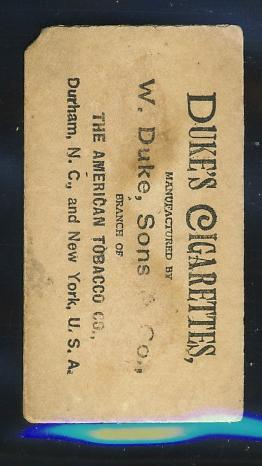 DUKE'S CIGARETTES,
MANUFACTURED BY
W. Duke, Sons & Co.,
BRANCH OF
THE AMERICAN TOBACCO CO.,
Durham, N. C., and New York, U. S. A.